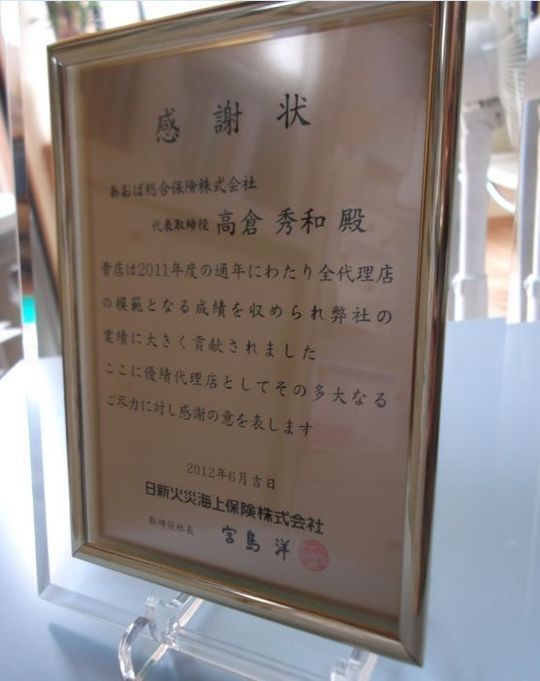 感謝状
あおば総合保険株式会社
代表取締役 高倉 秀和 殿
貴店は2011年度の通年にわたり全代理店
の模範となる成績を収められ弊社の
業績に大きく貢献されました
ここに優績代理店としてその多大なる
ご尽力に対し感謝の意を表します
2012年6月吉日
日新火災海上保険株式会社
取締役社長 宮島 洋